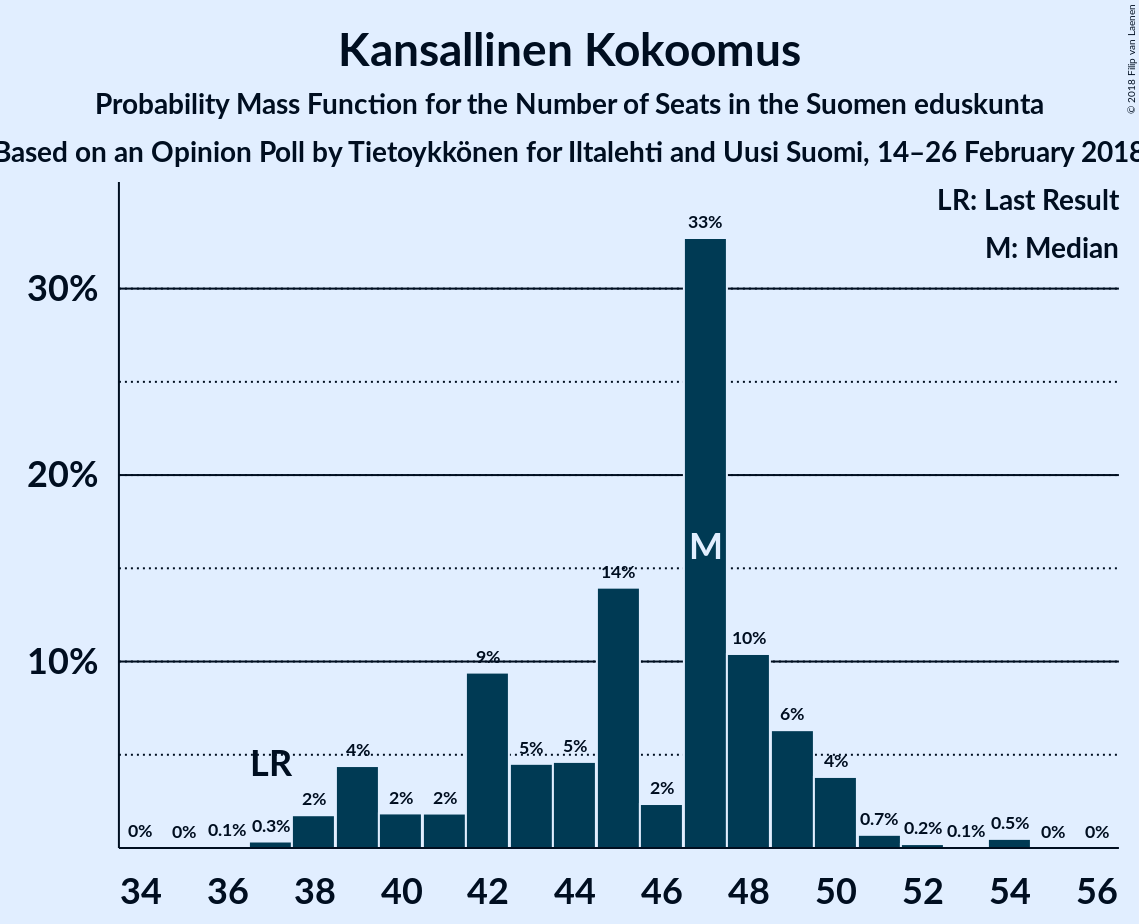 Kansallinen Kokoomus
Probability Mass Function for the Number of Seats in the Suomen eduskunta
Based on an Opinion Poll by Tietoykkönen for Iltalehti and Uusi Suomi, 14–26 February 2018
© 2018 Filip van Laenen
LR: Last Result
M: Median
30%
20%
10%
0% 0% 0.1% 0.3% 2% 4% 2% 2% 9% 5% 5% 14% 2% 33% 10% 6% 4% 0.7% 0.2% 0.1% 0.5% 0% 0%
LR
M
34 36 38 40 42 44 46 48 50 52 54 56